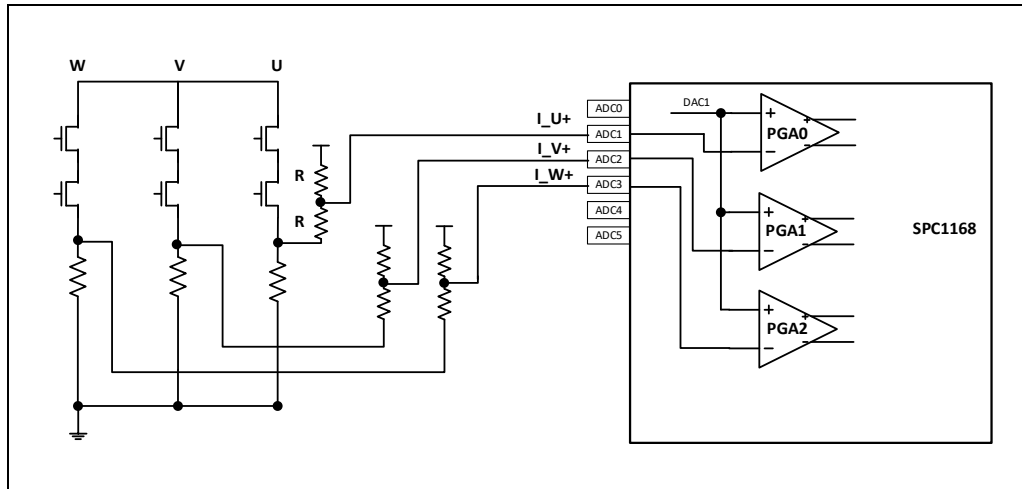 W V U
ADC0
DAC1
I_U+
ADC1
+
PGA0
+
-
-
I_V+
ADC2
R
I_W+
ADC3
R
ADC4
+
PGA1
+
-
-
ADC5
SPC1168
+
PGA2
+
-
-